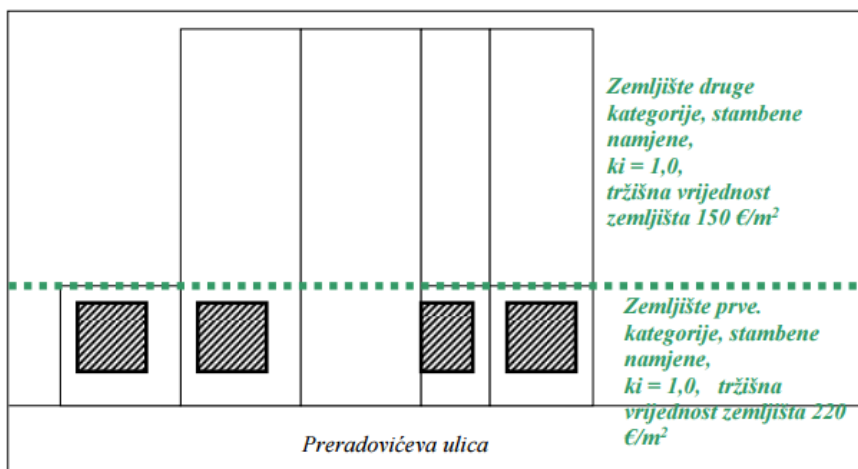 Zemljište druge
kategorije, stambene
namjene,
ki = 1,0,
tržišna vrijednost
zemljišta 150 €/m²
Zemljište prve.
kategorije, stambene
namjene,
ki = 1,0,   tržišna
vrijednost zemljišta 220
€/m²
Preradovićeva ulica